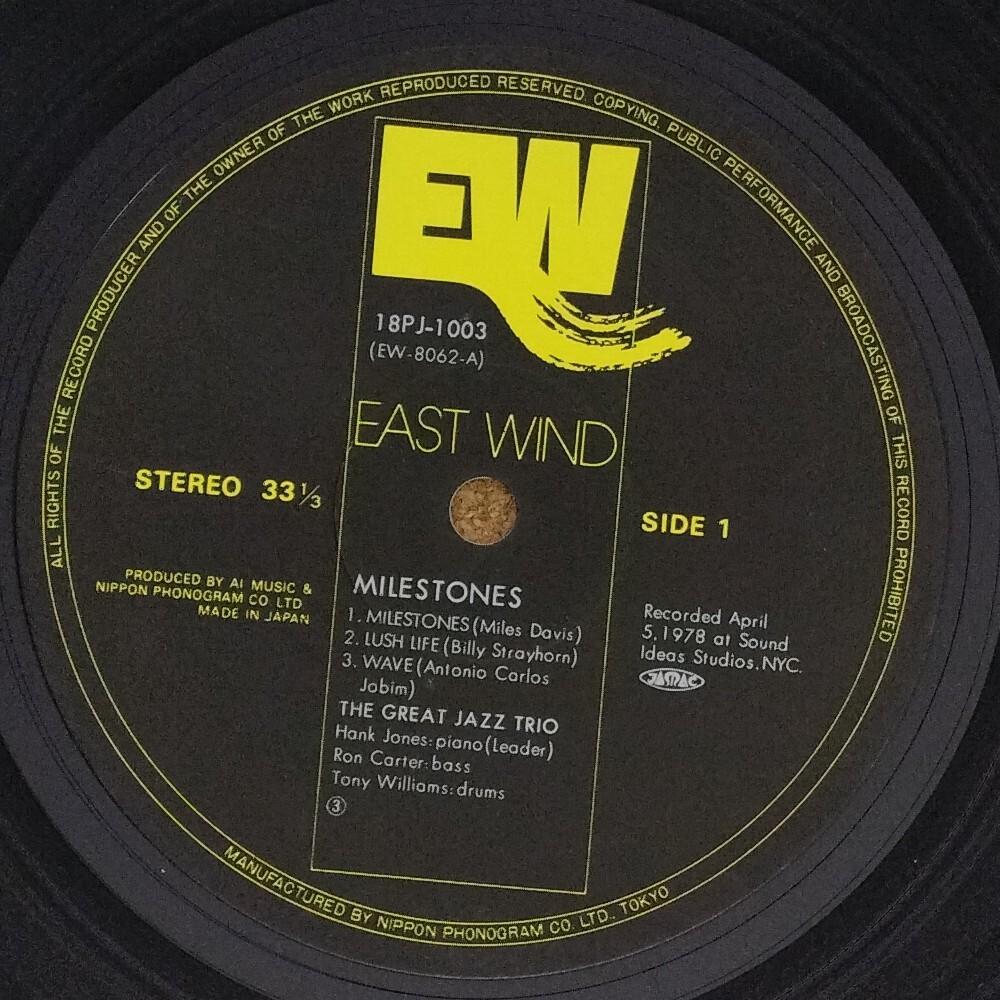 ALL RIGHTS OF THE RECORD PRODUCER AND OF THE OWNER OF THE WORK REPRODUCED RESERVED. COPYING, PUBLIC PERFORMANCE AND BROADCASTING OF THIS RECORD PROHIBITED
EW
18PJ-1003
(EW-8062-A)
EAST WIND
STEREO 33 1/3
SIDE 1
PRODUCED BY AI MUSIC &
NIPPON PHONOGRAM CO. LTD.
MADE IN JAPAN
MILESTONES
1. MILESTONES (Miles Davis)
2. LUSH LIFE (Billy Strayhorn)
3. WAVE (Antonio Carlos
Jobim)
THE GREAT JAZZ TRIO
Hank Jones: piano (Leader)
Ron Carter: bass
Tony Williams: drums
③
Recorded April
5, 1978 at Sound
Ideas Studios, NYC.
JASRAC
MANUFACTURED BY NIPPON PHONOGRAM CO. LTD. TOKYO